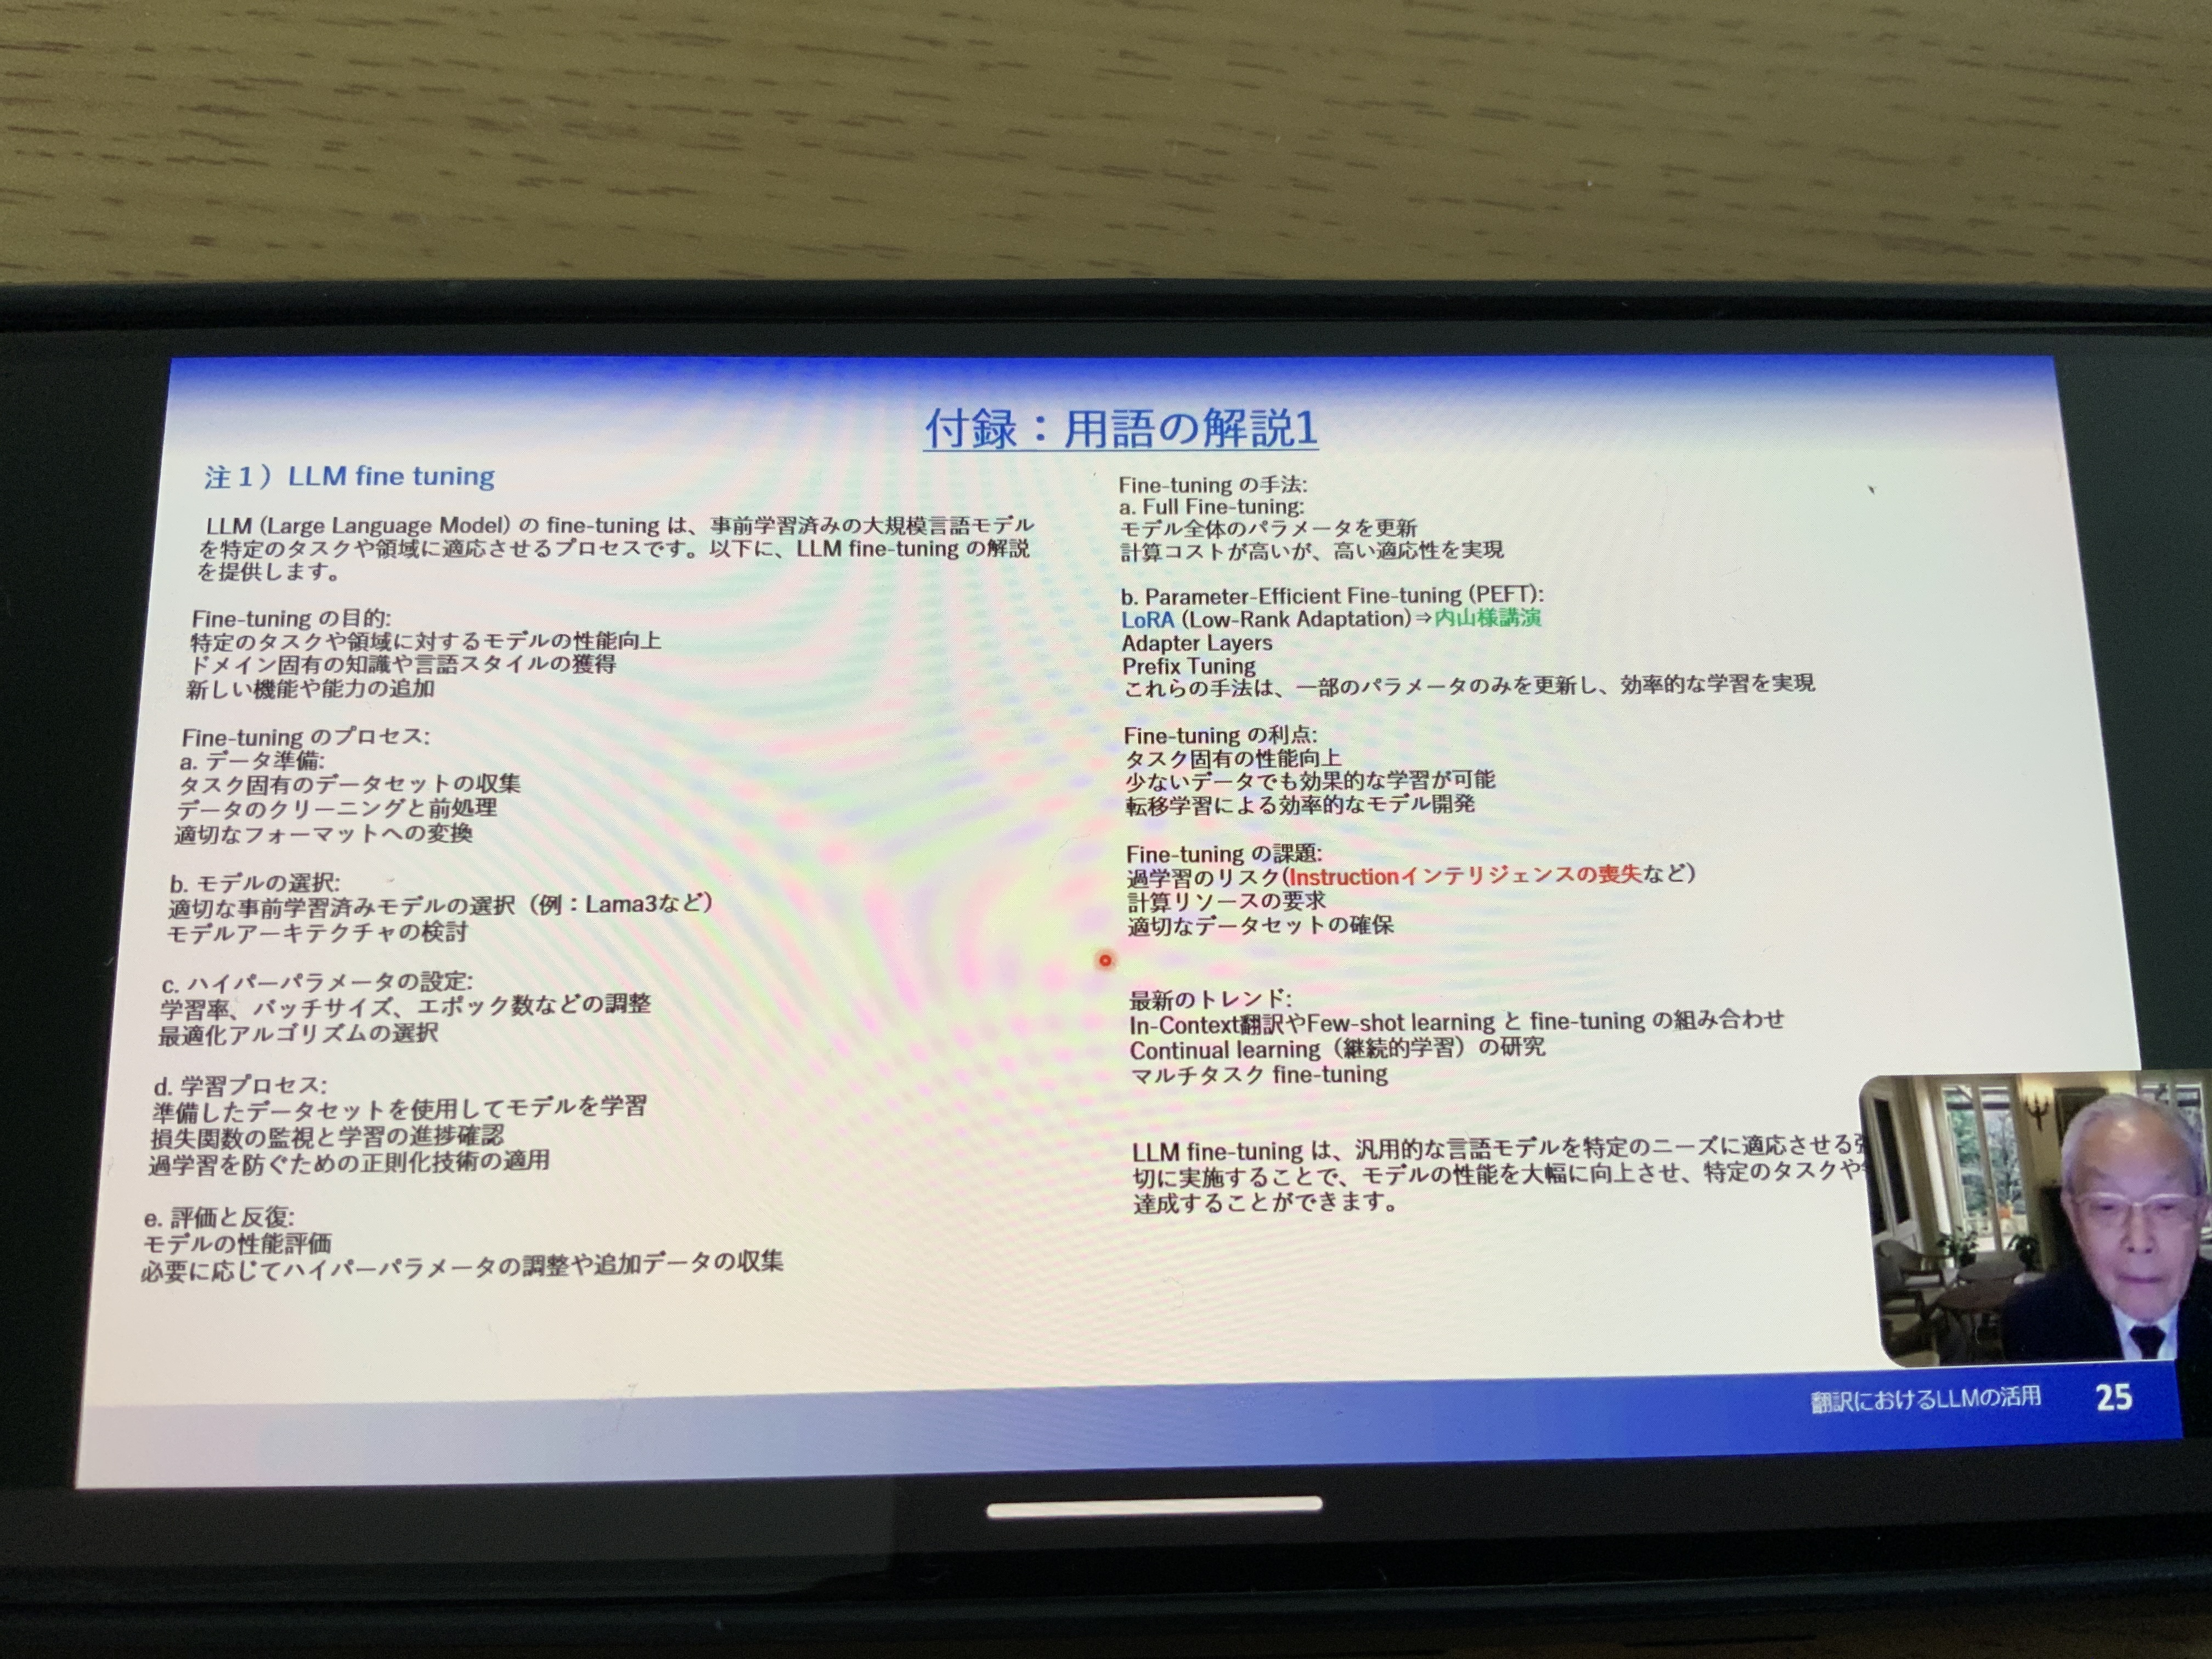 付録：用語の解説1
注１）LLM fine tuning
LLM (Large Language Model) の fine-tuning は、事前学習済みの大規模言語モデル
を特定のタスクや領域に適応させるプロセスです。以下に、LLM fine-tuning の解説
を提供します。
Fine-tuning の目的:
特定のタスクや領域に対するモデルの性能向上
ドメイン固有の知識や言語スタイルの獲得
新しい機能や能力の追加
Fine-tuning のプロセス:
a. データ準備:
タスク固有のデータセットの収集
データのクリーニングと前処理
適切なフォーマットへの変換
b. モデルの選択:
適切な事前学習済みモデルの選択（例：Lama3など）
モデルアーキテクチャの検討
c. ハイパーパラメータの設定:
学習率、バッチサイズ、エポック数などの調整
最適化アルゴリズムの選択
d. 学習プロセス:
準備したデータセットを使用してモデルを学習
損失関数の監視と学習の進捗確認
過学習を防ぐための正則化技術の適用
e. 評価と反復:
モデルの性能評価
必要に応じてハイパーパラメータの調整や追加データの収集
Fine-tuning の手法:
a. Full Fine-tuning:
モデル全体のパラメータを更新
計算コストが高いが、高い適応性を実現
b. Parameter-Efficient Fine-tuning (PEFT):
LoRA (Low-Rank Adaptation)⇒内山様講演
Adapter Layers
Prefix Tuning
これらの手法は、一部のパラメータのみを更新し、効率的な学習を実現
Fine-tuning の利点:
タスク固有の性能向上
少ないデータでも効果的な学習が可能
転移学習による効率的なモデル開発
Fine-tuning の課題:
過学習のリスク(Instructionインテリジェンスの喪失など）
計算リソースの要求
適切なデータセットの確保
最新のトレンド:
In-Context翻訳やFew-shot learning と fine-tuning の組み合わせ
Continual learning（継続的学習）の研究
マルチタスク fine-tuning
LLM fine-tuning は、汎用的な言語モデルを特定のニーズに適応させる
切に実施することで、モデルの性能を大幅に向上させ、特定のタスクや
達成することができます。
翻訳におけるLLMの活用 25